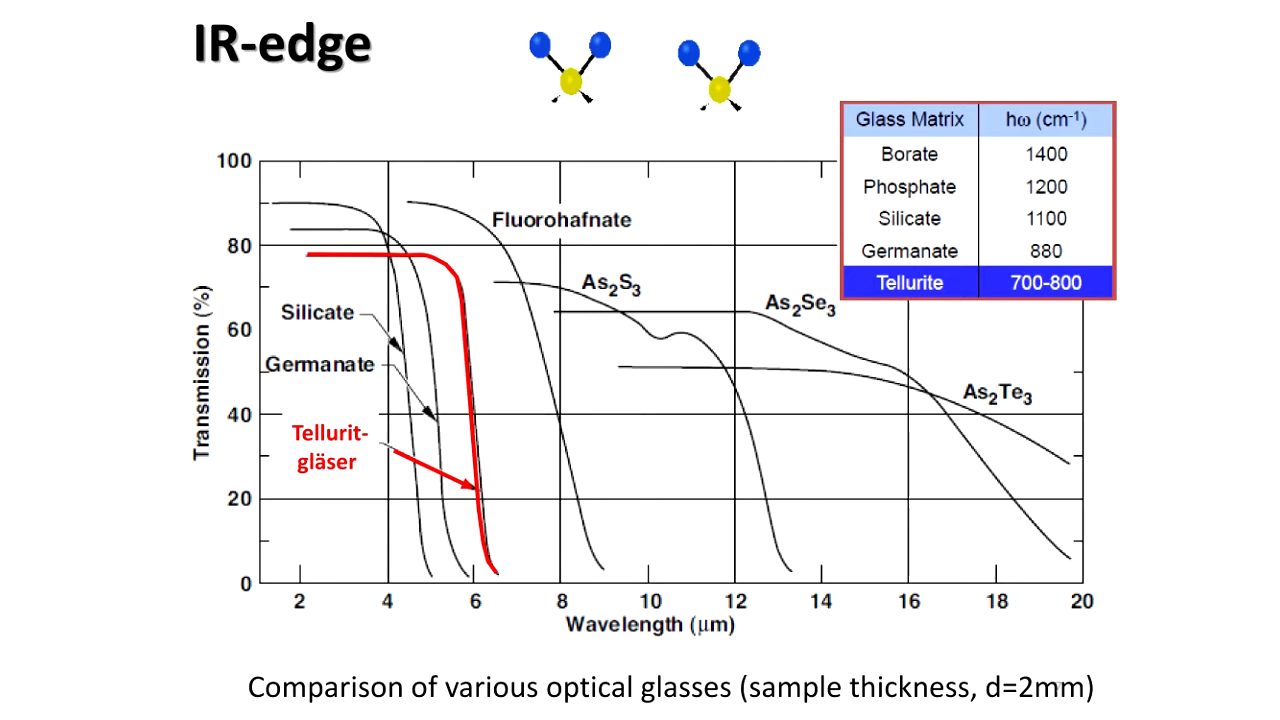 IR-edge
Glass Matrix hω (cm⁻¹)
Borate 1400
Phosphate 1200
Silicate 1100
Germanate 880
Tellurite 700-800
Transmission (%)
100
80
60
40
20
0
Fluorohafnate
As₂S₃
As₂Se₃
As₂Te₃
Silicate
Germanate
Tellurit-
gläser
2 4 6 8 10 12 14 16 18 20
Wavelength (μm)
Comparison of various optical glasses (sample thickness, d=2mm)